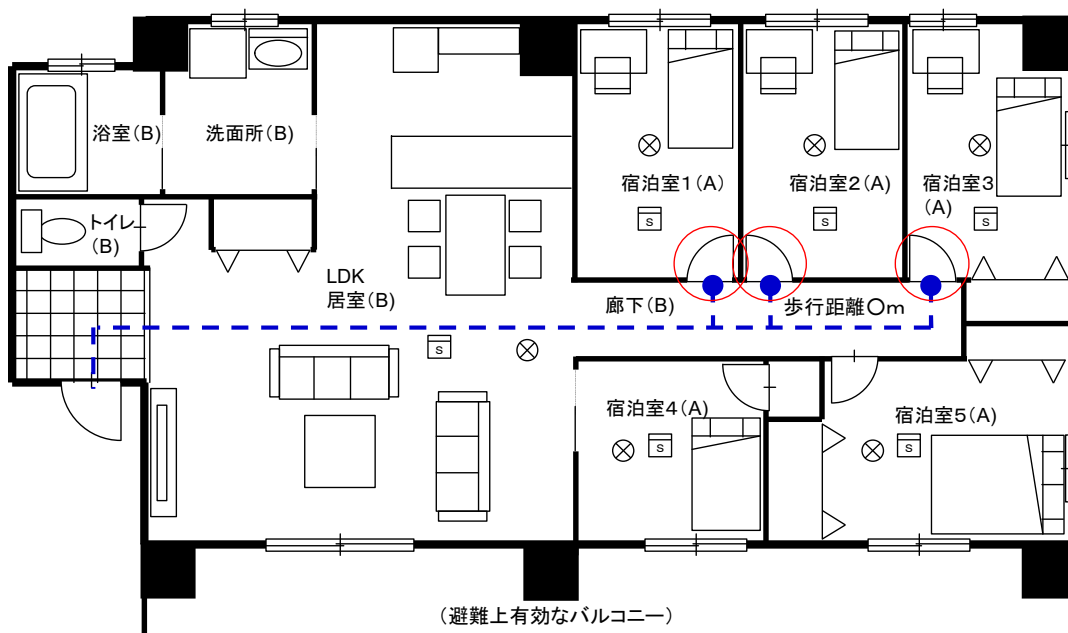 浴室(B)
洗面所(B)
宿泊室1(A)
宿泊室2(A)
宿泊室3
(A)
S
S
S
トイレ
(B)
LDK
居室(B)
廊下(B)
歩行距離〇m
S
宿泊室4(A)
S
宿泊室5(A)
S
(避難上有効なバルコニー)